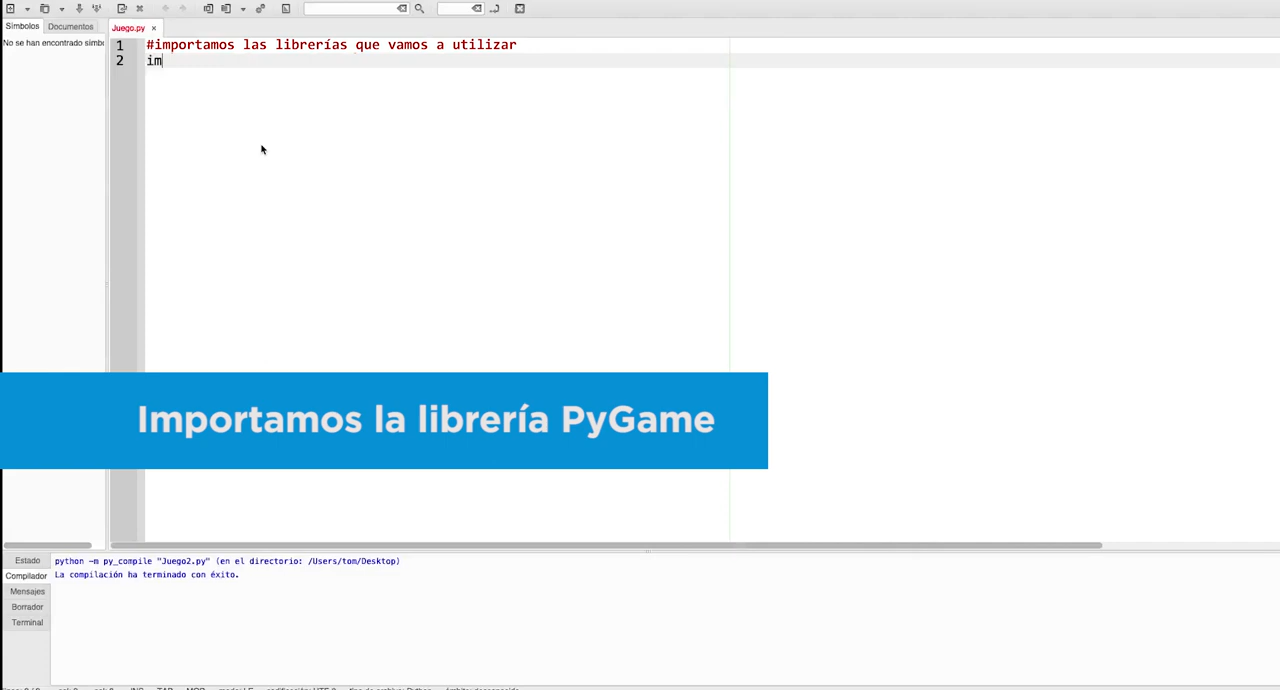 Símbolos Documentos Juego.py ×
No se han encontrado símbo
1 #importamos las librerías que vamos a utilizar
2 im
Importamos la librería PyGame
Estado python -m py_compile "Juego2.py" (en el directorio: /Users/tom/Desktop)
Compilador La compilación ha terminado con éxito.
Mensajes
Borrador
Terminal